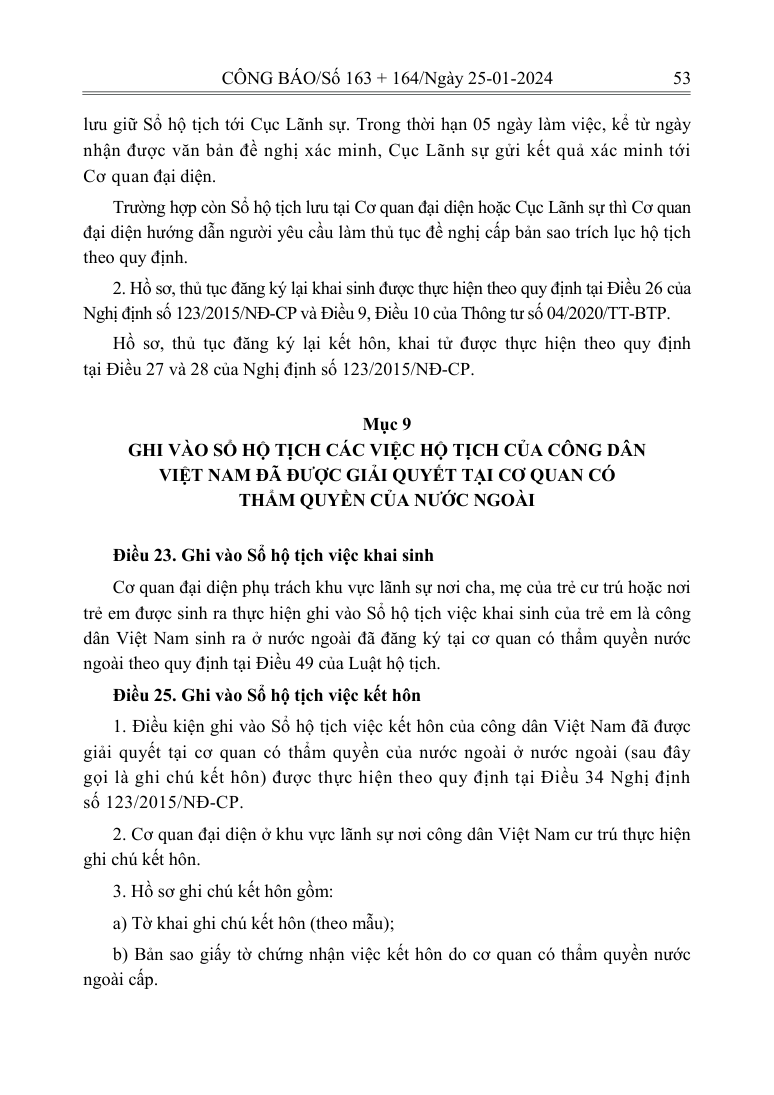 CÔNG BÁO/Số 163 + 164/Ngày 25-01-2024 53
lưu giữ Sổ hộ tịch tới Cục Lãnh sự. Trong thời hạn 05 ngày làm việc, kể từ ngày
nhận được văn bản đề nghị xác minh, Cục Lãnh sự gửi kết quả xác minh tới
Cơ quan đại diện.
Trường hợp còn Sổ hộ tịch lưu tại Cơ quan đại diện hoặc Cục Lãnh sự thì Cơ quan
đại diện hướng dẫn người yêu cầu làm thủ tục đề nghị cấp bản sao trích lục hộ tịch
theo quy định.
2. Hồ sơ, thủ tục đăng ký lại khai sinh được thực hiện theo quy định tại Điều 26 của
Nghị định số 123/2015/NĐ-CP và Điều 9, Điều 10 của Thông tư số 04/2020/TT-BTP.
Hồ sơ, thủ tục đăng ký lại kết hôn, khai tử được thực hiện theo quy định
tại Điều 27 và 28 của Nghị định số 123/2015/NĐ-CP.
Mục 9
GHI VÀO SỔ HỘ TỊCH CÁC VIỆC HỘ TỊCH CỦA CÔNG DÂN
VIỆT NAM ĐÃ ĐƯỢC GIẢI QUYẾT TẠI CƠ QUAN CÓ
THẨM QUYỀN CỦA NƯỚC NGOÀI
Điều 23. Ghi vào Sổ hộ tịch việc khai sinh
Cơ quan đại diện phụ trách khu vực lãnh sự nơi cha, mẹ của trẻ cư trú hoặc nơi
trẻ em được sinh ra thực hiện ghi vào Sổ hộ tịch việc khai sinh của trẻ em là công
dân Việt Nam sinh ra ở nước ngoài đã đăng ký tại cơ quan có thẩm quyền nước
ngoài theo quy định tại Điều 49 của Luật hộ tịch.
Điều 25. Ghi vào Sổ hộ tịch việc kết hôn
1. Điều kiện ghi vào Sổ hộ tịch việc kết hôn của công dân Việt Nam đã được
giải quyết tại cơ quan có thẩm quyền của nước ngoài ở nước ngoài (sau đây
gọi là ghi chú kết hôn) được thực hiện theo quy định tại Điều 34 Nghị định
số 123/2015/NĐ-CP.
2. Cơ quan đại diện ở khu vực lãnh sự nơi công dân Việt Nam cư trú thực hiện
ghi chú kết hôn.
3. Hồ sơ ghi chú kết hôn gồm:
a) Tờ khai ghi chú kết hôn (theo mẫu);
b) Bản sao giấy tờ chứng nhận việc kết hôn do cơ quan có thẩm quyền nước
ngoài cấp.